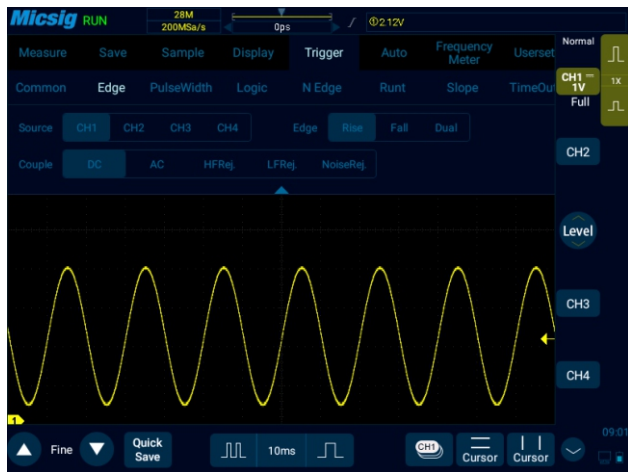 Micsig RUN 28M 200MSa/s 0ps ①2.12V
Measure Save Sample Display Trigger Auto Frequency Meter Userset Normal
Common Edge PulseWidth Logic N Edge Runt Slope TimeOut CH1 1V 1X
Full
Source CH1 CH2 CH3 CH4 Edge Rise Fall Dual
CH2
Couple DC AC HFRej. LFRej. NoiseRej.
Level
CH3
CH4
1
09:01
Fine Quick Save 10ms CH1 Cursor Cursor